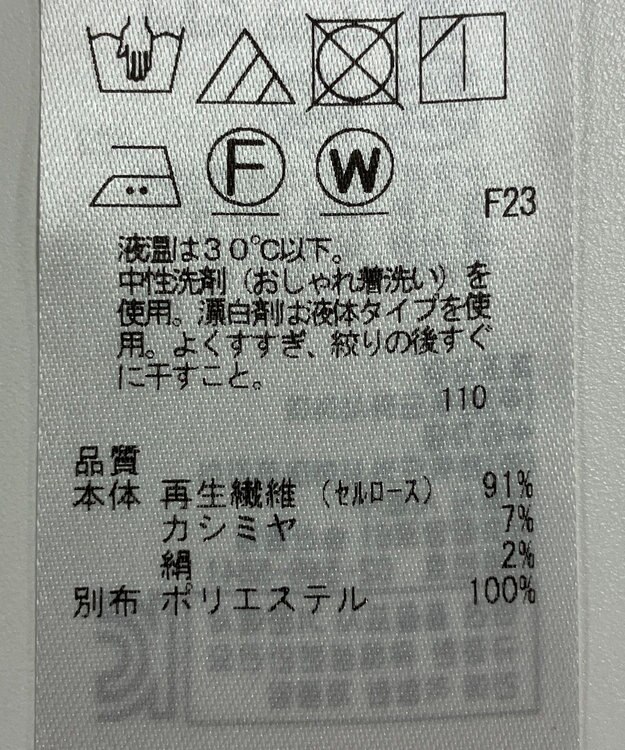 F W
F23
液温は３０℃以下。
中性洗剤（おしゃれ着洗い）を
使用。漂白剤は液体タイプを使
用。よくすすぎ、絞りの後すぐ
に干すこと。
110
品質
本体 再生繊維（セルロース） 91%
カシミヤ 7%
絹 2%
別布 ポリエステル 100%